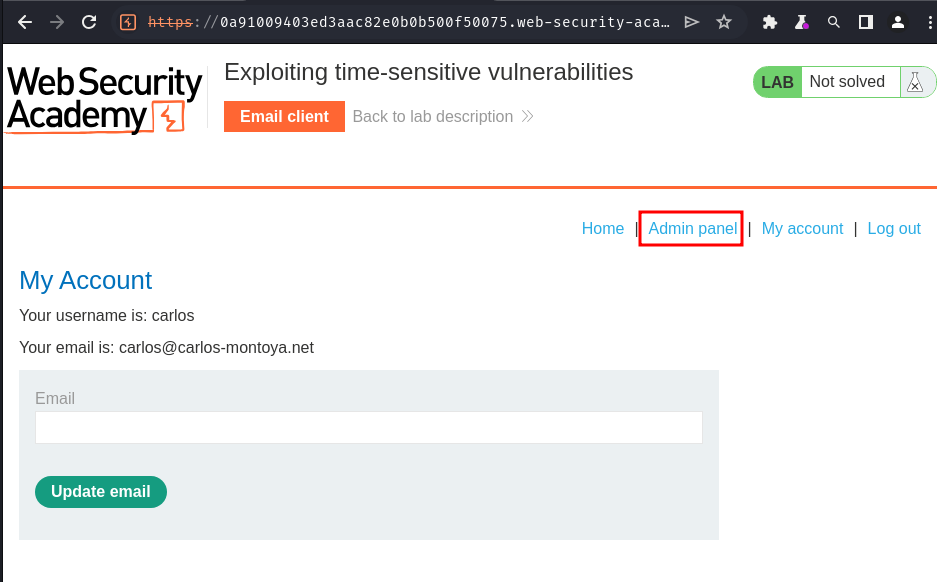 https://0a91009403ed3aac82e0b0b500f50075.web-security-aca…
Web Security
Academy
Exploiting time-sensitive vulnerabilities
Email client
Back to lab description
LAB Not solved
Home | Admin panel | My account | Log out
My Account
Your username is: carlos
Your email is: carlos@carlos-montoya.net
Email
Update email